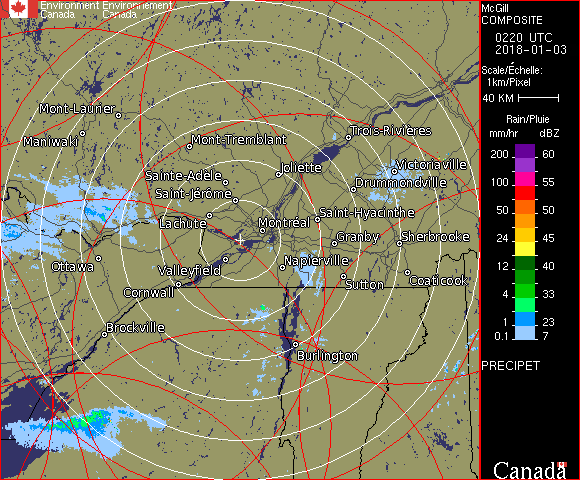 Environment Environnement
Canada Canada
McGill
COMPOSITE
0220 UTC
2018-01-03
Scale/Échelle:
1km/Pixel
40 KM
Rain/Pluie
mm/hr dBZ
200 60
150 57
100 55
50 50
24 45
12 40
4 33
1 23
0.1 7
PRECIPET
Canada
Mont-Laurier
Maniwaki
Mont-Tremblant
Trois-Rivières
Joliette
Victoriaville
Sainte-Adèle
Drummondville
Saint-Jérôme
Lachute
Saint-Hyacinthe
Montréal
Granby
Sherbrooke
Ottawa
Valleyfield
Napierville
Cornwall
Sutton
Coaticook
Brockville
Burlington